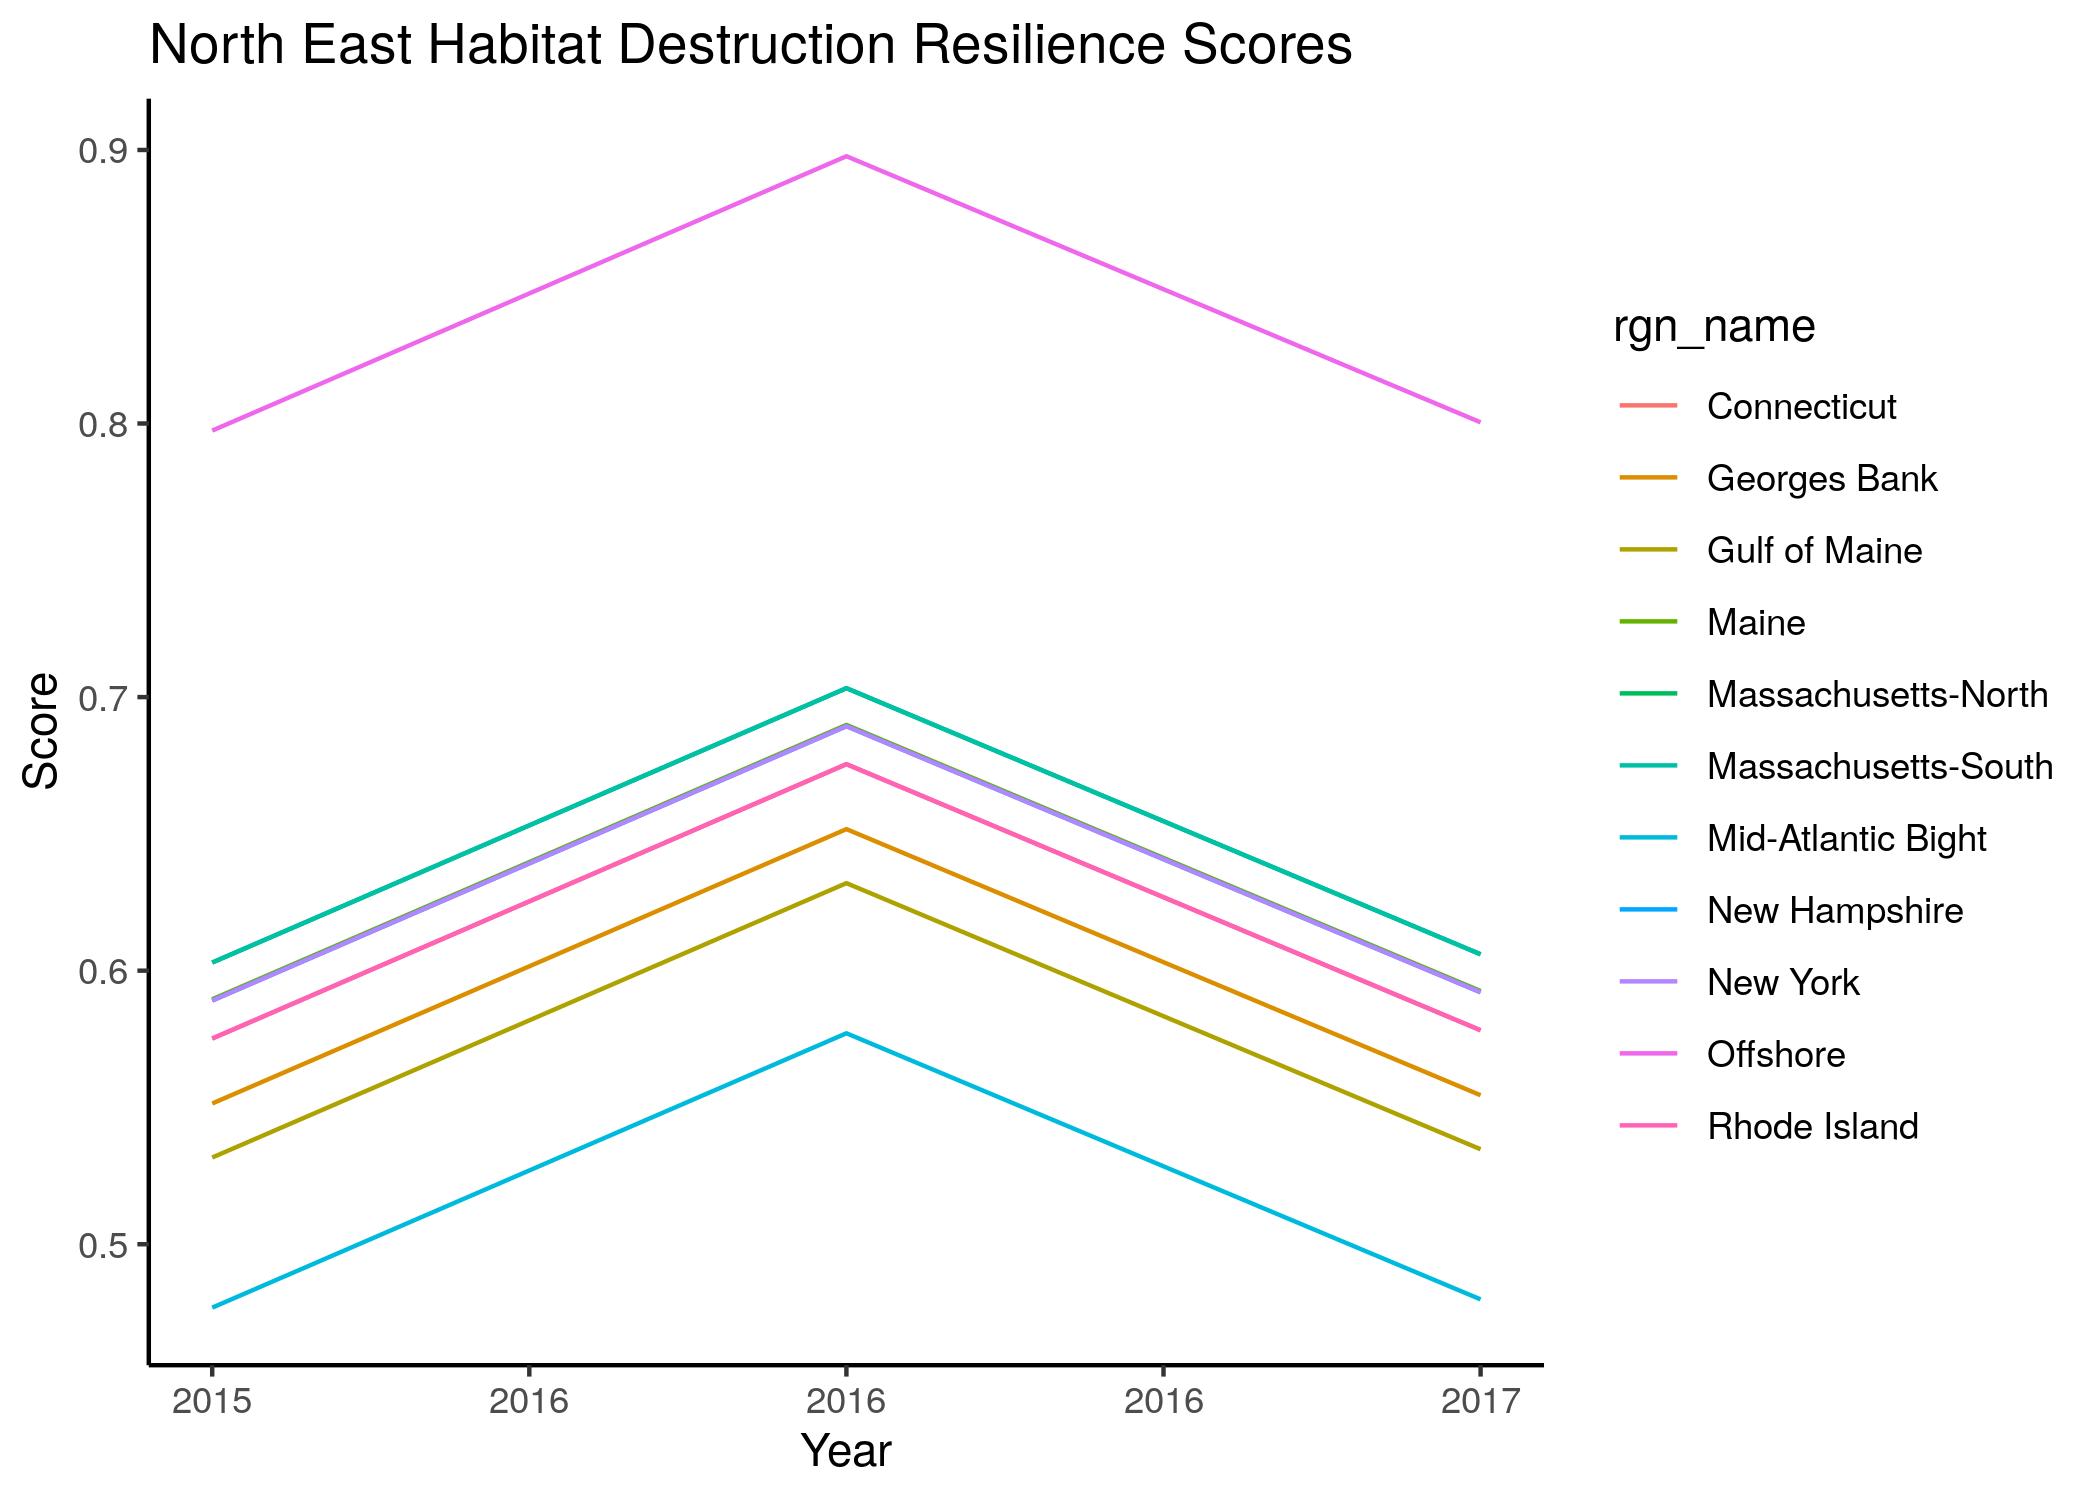 North East Habitat Destruction Resilience Scores
0.9
0.8
0.7
0.6
0.5
Score
2015 2016 2016 2016 2017
Year
rgn_name
Connecticut
Georges Bank
Gulf of Maine
Maine
Massachusetts-North
Massachusetts-South
Mid-Atlantic Bight
New Hampshire
New York
Offshore
Rhode Island